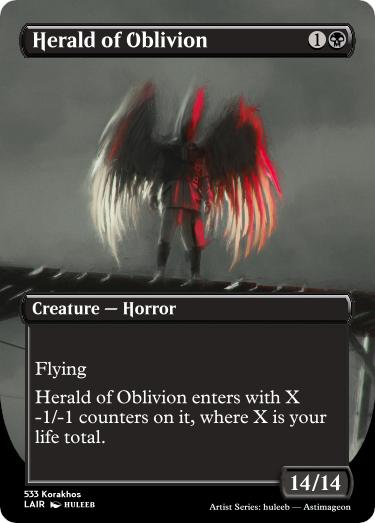 Herald of Oblivion 1
Creature — Horror
Flying
Herald of Oblivion enters with X
-1/-1 counters on it, where X is your
life total.
14/14
533 Korakhos
LAIR HULEEB
Artist Series: huleeb — Astimageon